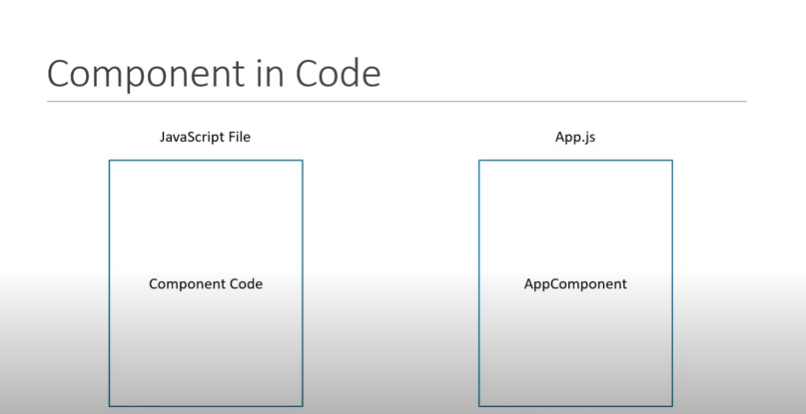 Component in Code
JavaScript File
App.js
Component Code
AppComponent